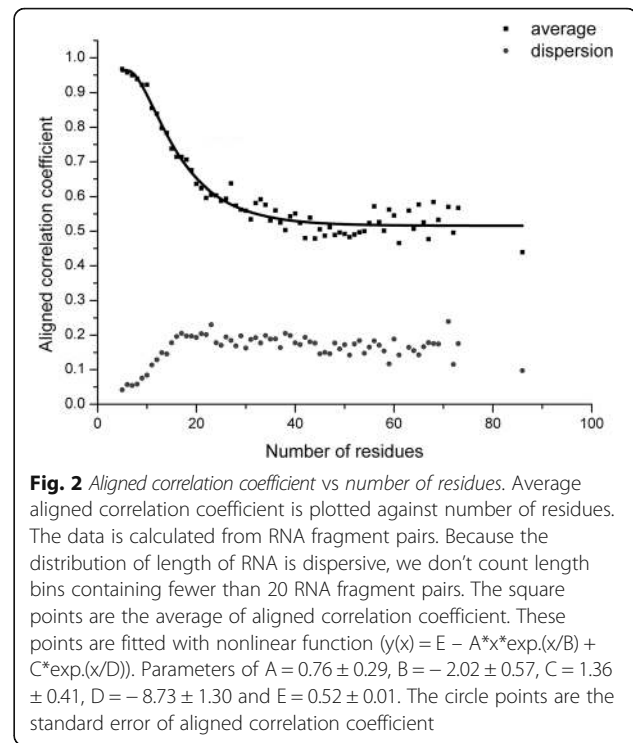 average
dispersion
1.0
0.9
0.8
0.7
0.6
0.5
0.4
0.3
0.2
0.1
0.0
Aligned correlation coefficient
0
20
40
60
80
100
Number of residues
Fig. 2 Aligned correlation coefficient vs number of residues. Average
aligned correlation coefficient is plotted against number of residues.
The data is calculated from RNA fragment pairs. Because the
distribution of length of RNA is dispersive, we don't count length
bins containing fewer than 20 RNA fragment pairs. The square
points are the average of aligned correlation coefficient. These
points are fitted with nonlinear function (y(x) = E – A*x*exp.(x/B) +
C*exp.(x/D)). Parameters of A = 0.76 ± 0.29, B = − 2.02 ± 0.57, C = 1.36
± 0.41, D = − 8.73 ± 1.30 and E = 0.52 ± 0.01. The circle points are the
standard error of aligned correlation coefficient